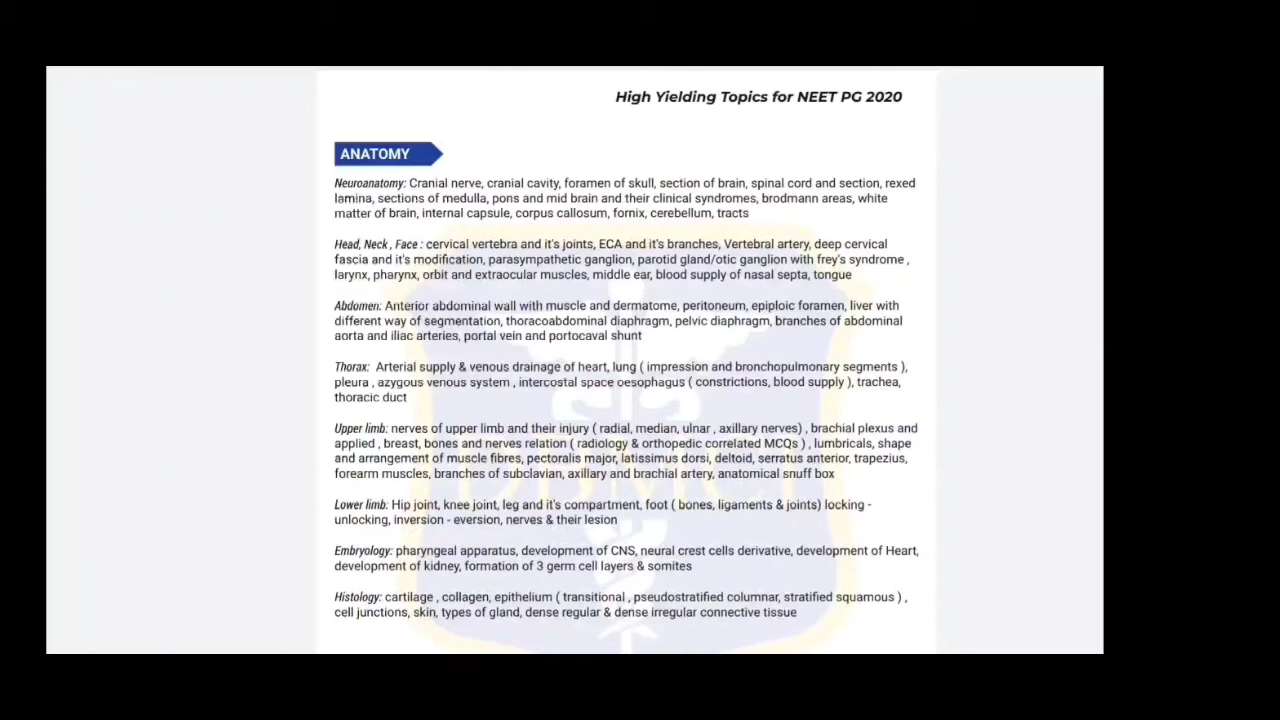 High Yielding Topics for NEET PG 2020
ANATOMY
Neuroanatomy: Cranial nerve, cranial cavity, foramen of skull, section of brain, spinal cord and section, rexed
lamina, sections of medulla, pons and mid brain and their clinical syndromes, brodmann areas, white
matter of brain, internal capsule, corpus callosum, fornix, cerebellum, tracts
Head, Neck , Face : cervical vertebra and it's joints, ECA and it's branches, Vertebral artery, deep cervical
fascia and it's modification, parasympathetic ganglion, parotid gland/otic ganglion with frey's syndrome ,
larynx, pharynx, orbit and extraocular muscles, middle ear, blood supply of nasal septa, tongue
Abdomen: Anterior abdominal wall with muscle and dermatome, peritoneum, epiploic foramen, liver with
different way of segmentation, thoracoabdominal diaphragm, pelvic diaphragm, branches of abdominal
aorta and iliac arteries, portal vein and portocaval shunt
Thorax: Arterial supply & venous drainage of heart, lung ( impression and bronchopulmonary segments ),
pleura , azygous venous system , intercostal space oesophagus ( constrictions, blood supply ), trachea,
thoracic duct
Upper limb: nerves of upper limb and their injury ( radial, median, ulnar , axillary nerves) , brachial plexus and
applied , breast, bones and nerves relation ( radiology & orthopedic correlated MCQs ) , lumbricals, shape
and arrangement of muscle fibres, pectoralis major, latissimus dorsi, deltoid, serratus anterior, trapezius,
forearm muscles, branches of subclavian, axillary and brachial artery, anatomical snuff box
Lower limb: Hip joint, knee joint, leg and it's compartment, foot ( bones, ligaments & joints) locking -
unlocking, inversion - eversion, nerves & their lesion
Embryology: pharyngeal apparatus, development of CNS, neural crest cells derivative, development of Heart,
development of kidney, formation of 3 germ cell layers & somites
Histology: cartilage , collagen, epithelium ( transitional , pseudostratified columnar, stratified squamous ) ,
cell junctions, skin, types of gland, dense regular & dense irregular connective tissue